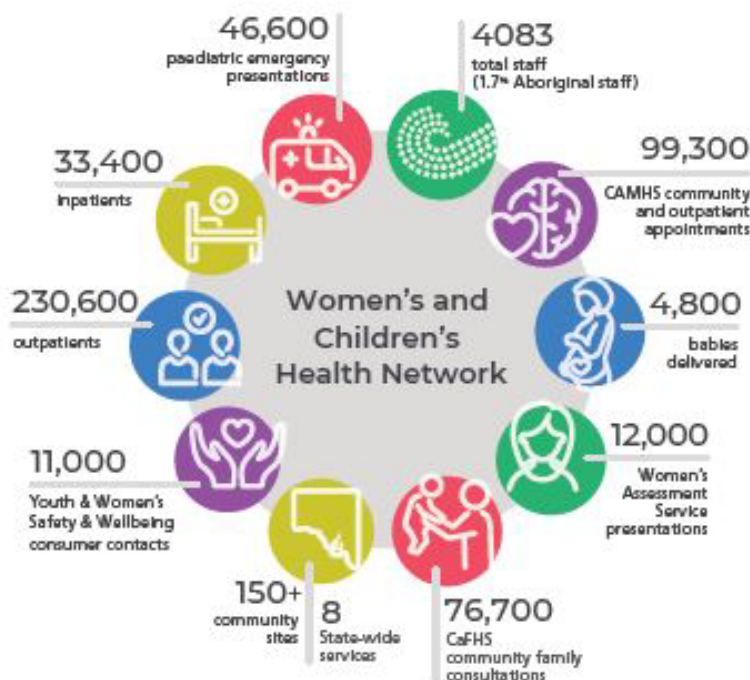 46,600
paediatric emergency
presentations
4083
total staff
(1.7% Aboriginal staff)
33,400
inpatients
99,300
CAMHS community
and outpatient
appointments
230,600
outpatients
Women's and
Children's
Health Network
4,800
babies
delivered
11,000
Youth & Women's
Safety & Wellbeing
consumer contacts
12,000
Women's
Assessment
Service
presentations
150+
community
sites
8
State-wide
services
76,700
CaFHS
community family
consultations